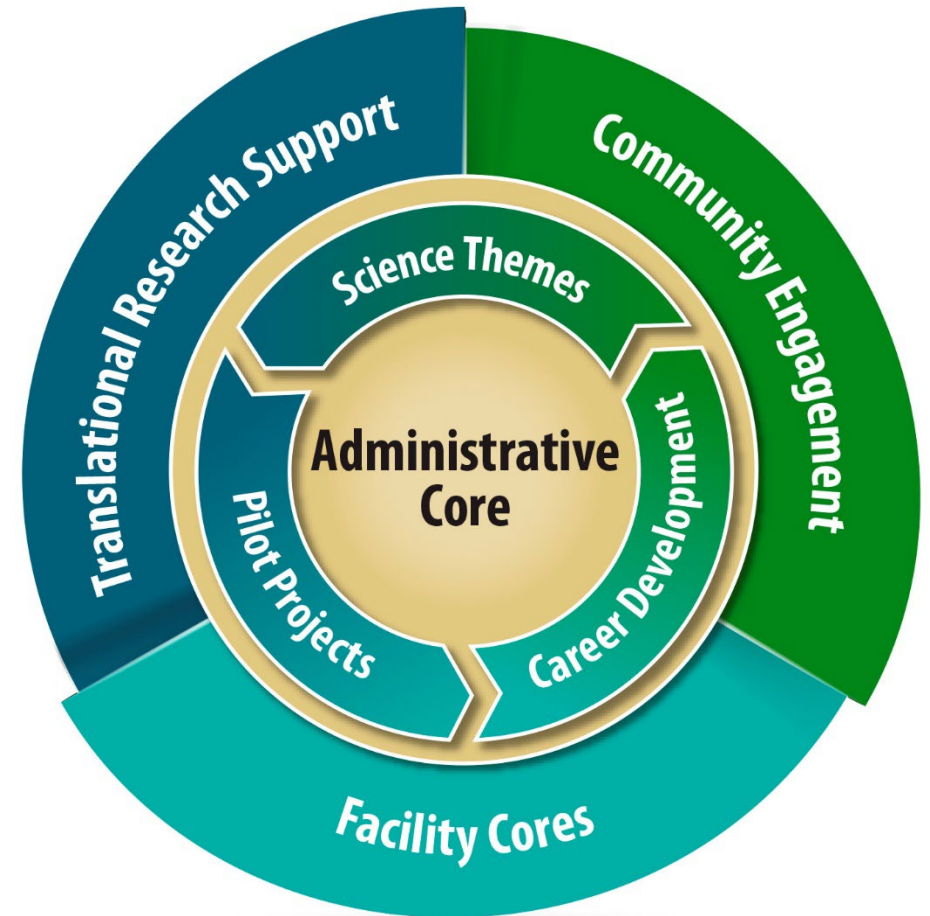 Translational Research Support
Community Engagement
Science Themes
Administrative
Core
Pilot Projects
Career Development
Facility Cores